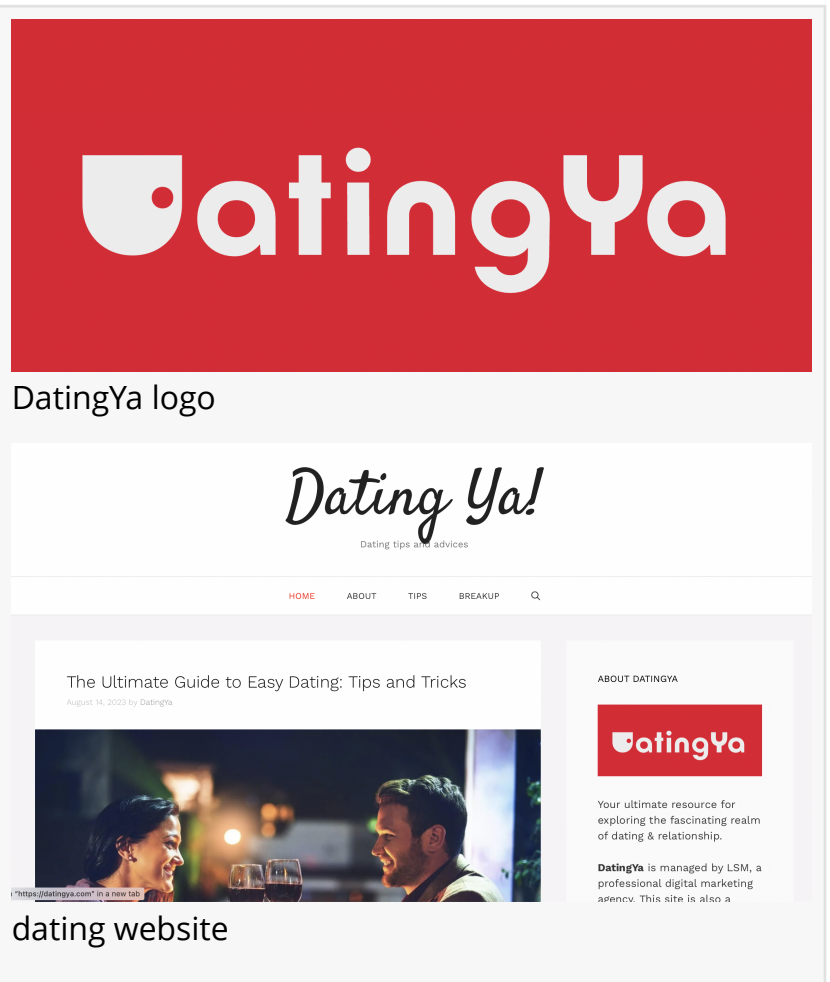 DatingYa
DatingYa logo
Dating Ya!
Dating tips and advices
HOME ABOUT TIPS BREAKUP
The Ultimate Guide to Easy Dating: Tips and Tricks
August 14, 2023 by DatingYa
"https://datingya.com" in a new tab
ABOUT DATINGYA
DatingYa
Your ultimate resource for
exploring the fascinating realm
of dating & relationship.
DatingYa is managed by LSM, a
professional digital marketing
agency. This site is also a
dating website